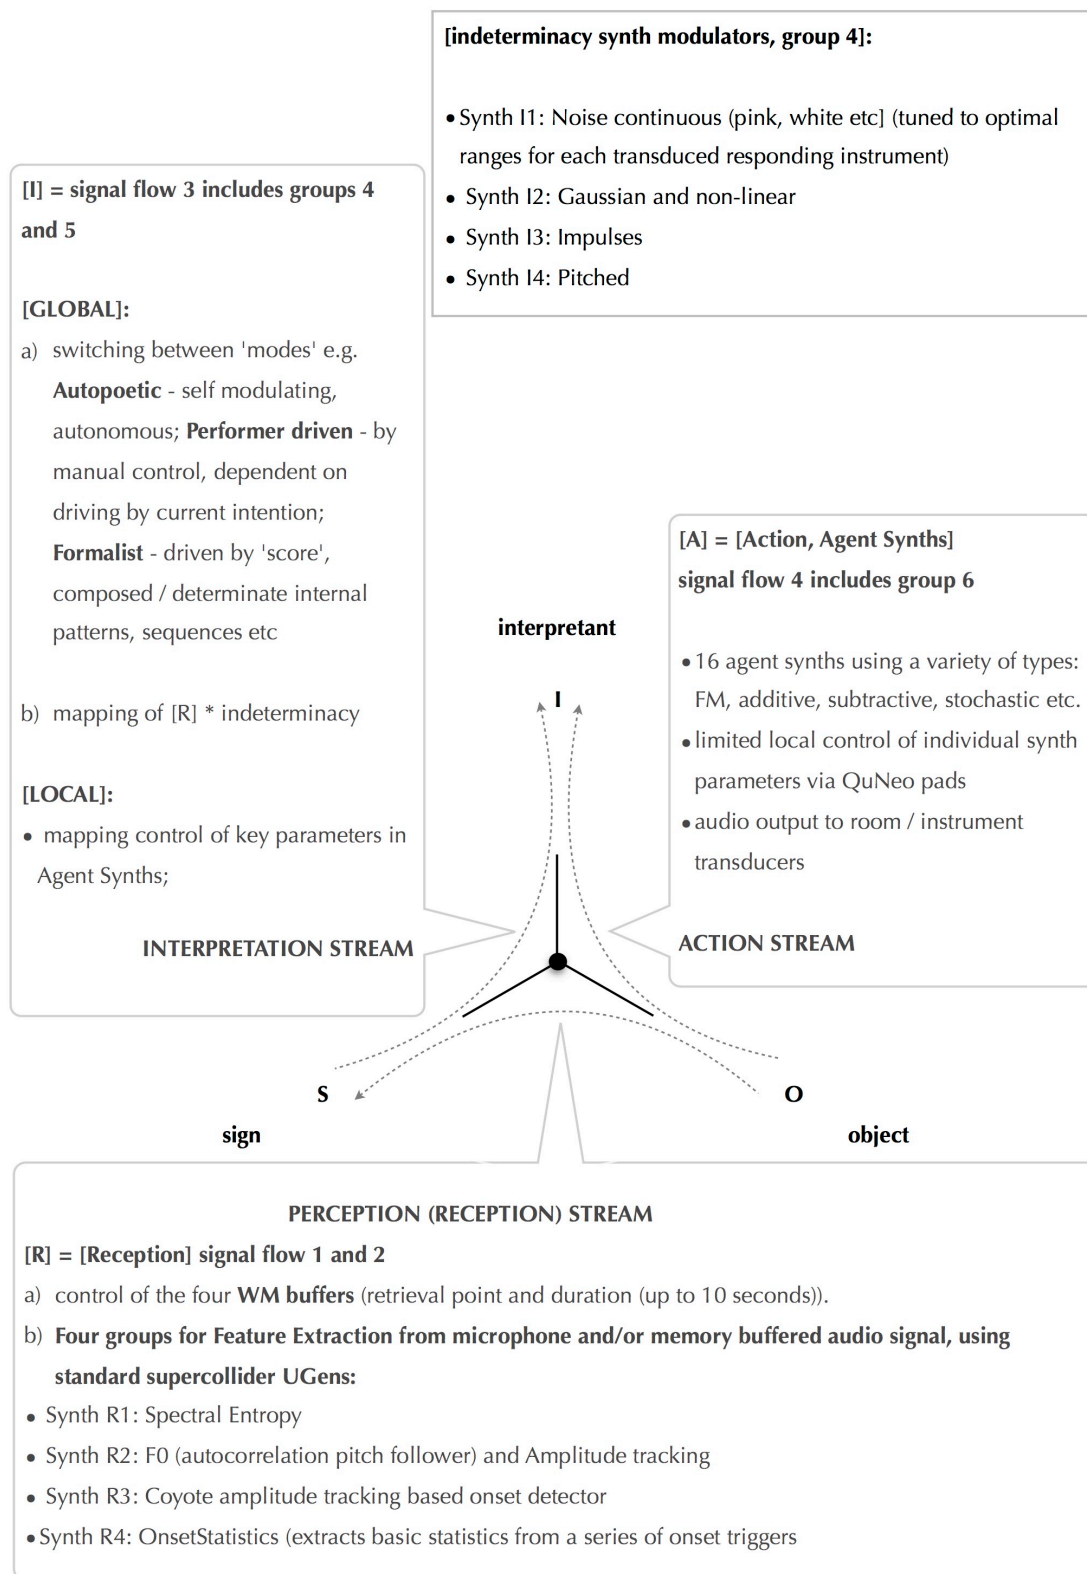 [indeterminacy synth modulators, group 4]:
• Synth I1: Noise continuous (pink, white etc] (tuned to optimal
ranges for each transduced responding instrument)
• Synth I2: Gaussian and non-linear
• Synth I3: Impulses
• Synth I4: Pitched
[I] = signal flow 3 includes groups 4
and 5
[GLOBAL]:
a) switching between 'modes' e.g.
Autopoetic - self modulating,
autonomous; Performer driven - by
manual control, dependent on
driving by current intention;
Formalist - driven by 'score',
composed / determinate internal
patterns, sequences etc
b) mapping of [R] * indeterminacy
[LOCAL]:
• mapping control of key parameters in
Agent Synths;
INTERPRETATION STREAM
[A] = [Action, Agent Synths]
signal flow 4 includes group 6
• 16 agent synths using a variety of types:
FM, additive, subtractive, stochastic etc.
• limited local control of individual synth
parameters via QuNeo pads
• audio output to room / instrument
transducers
ACTION STREAM
interpretant
I
S
sign
O
object
PERCEPTION (RECEPTION) STREAM
[R] = [Reception] signal flow 1 and 2
a) control of the four WM buffers (retrieval point and duration (up to 10 seconds)).
b) Four groups for Feature Extraction from microphone and/or memory buffered audio signal, using
standard supercollider UGens:
• Synth R1: Spectral Entropy
• Synth R2: F0 (autocorrelation pitch follower) and Amplitude tracking
• Synth R3: Coyote amplitude tracking based onset detector
• Synth R4: OnsetStatistics (extracts basic statistics from a series of onset triggers